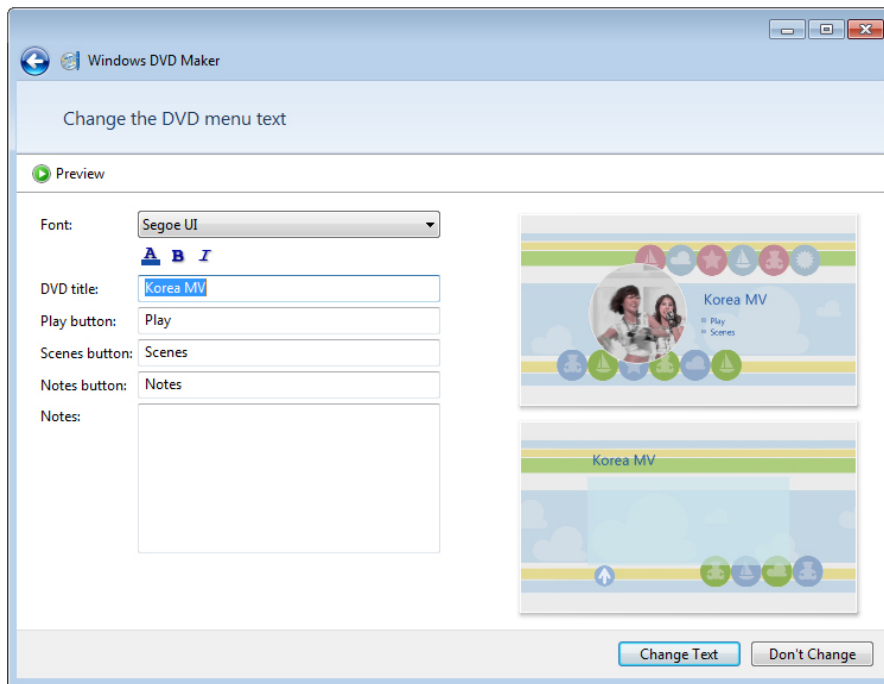 Windows DVD Maker
Change the DVD menu text
Preview
Font: Segoe UI
A B I
DVD title: Korea MV
Play button: Play
Scenes button: Scenes
Notes button: Notes
Notes:
Korea MV
Play
Scenes
Korea MV
Change Text Don't Change